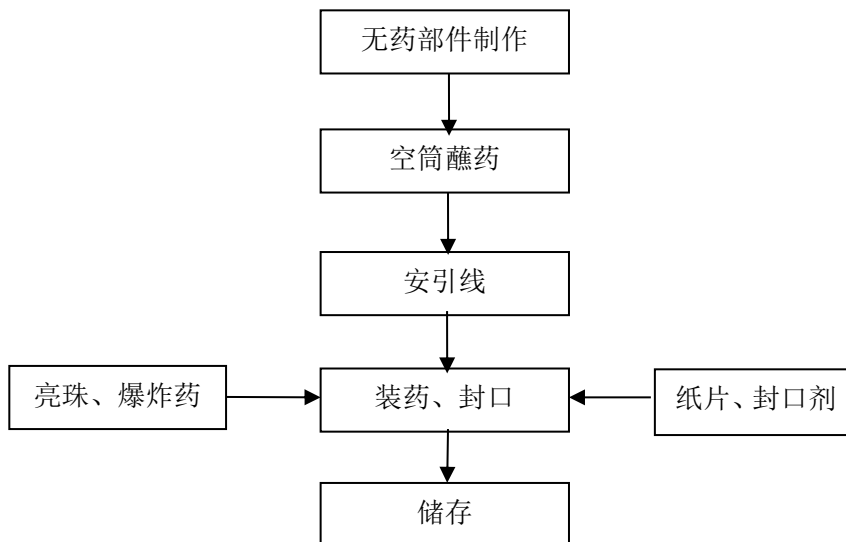 无药部件制作
空筒蘸药
安引线
亮珠、爆炸药
装药、封口
纸片、封口剂
储存